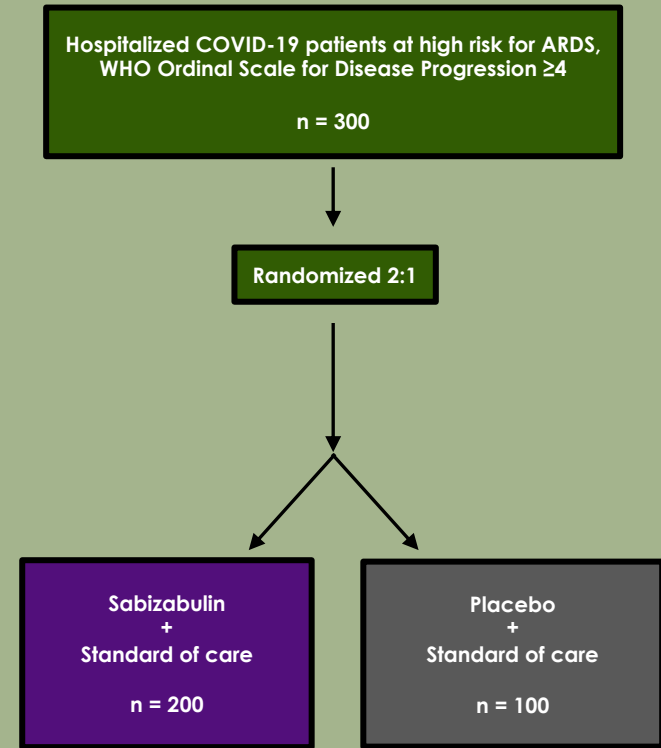 Hospitalized COVID-19 patients at high risk for ARDS,
WHO Ordinal Scale for Disease Progression ≥4
n = 300
Randomized 2:1
Sabizabulin
+
Standard of care
n = 200
Placebo
+
Standard of care
n = 100